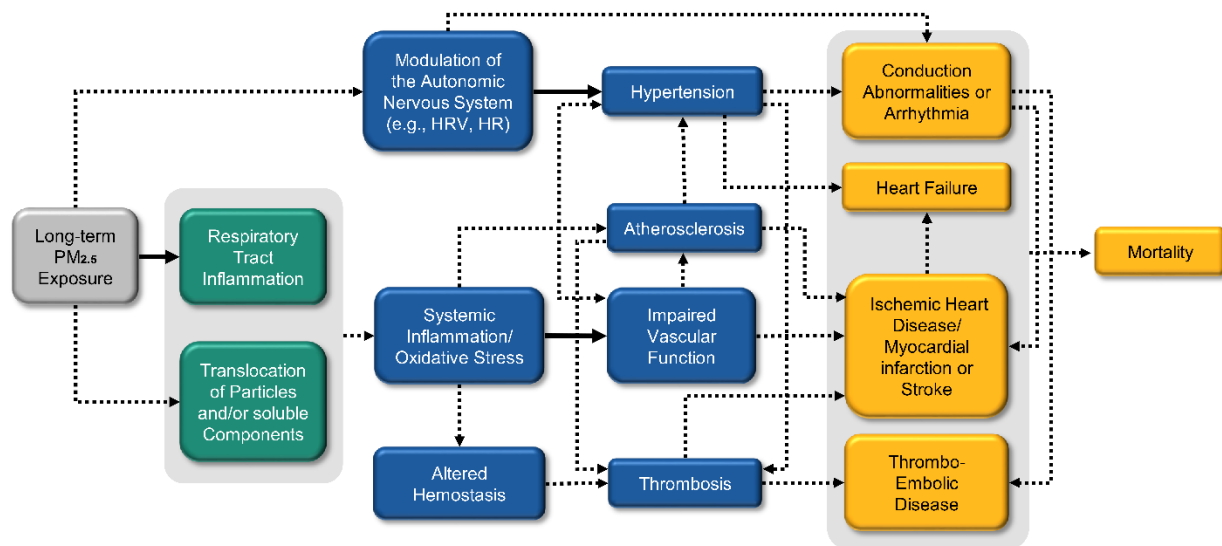 Modulation of
the Autonomic
Nervous System
(e.g., HRV, HR)
Hypertension
Conduction
Abnormalities or
Arrhythmia
Heart Failure
Long-term
PM2.5
Exposure
Respiratory
Tract
Inflammation
Atherosclerosis
Mortality
Systemic
Inflammation/
Oxidative Stress
Impaired
Vascular
Function
Ischemic Heart
Disease/
Myocardial
infarction or
Stroke
Translocation
of Particles
and/or soluble
Components
Altered
Hemostasis
Thrombosis
Thrombo-
Embolic
Disease